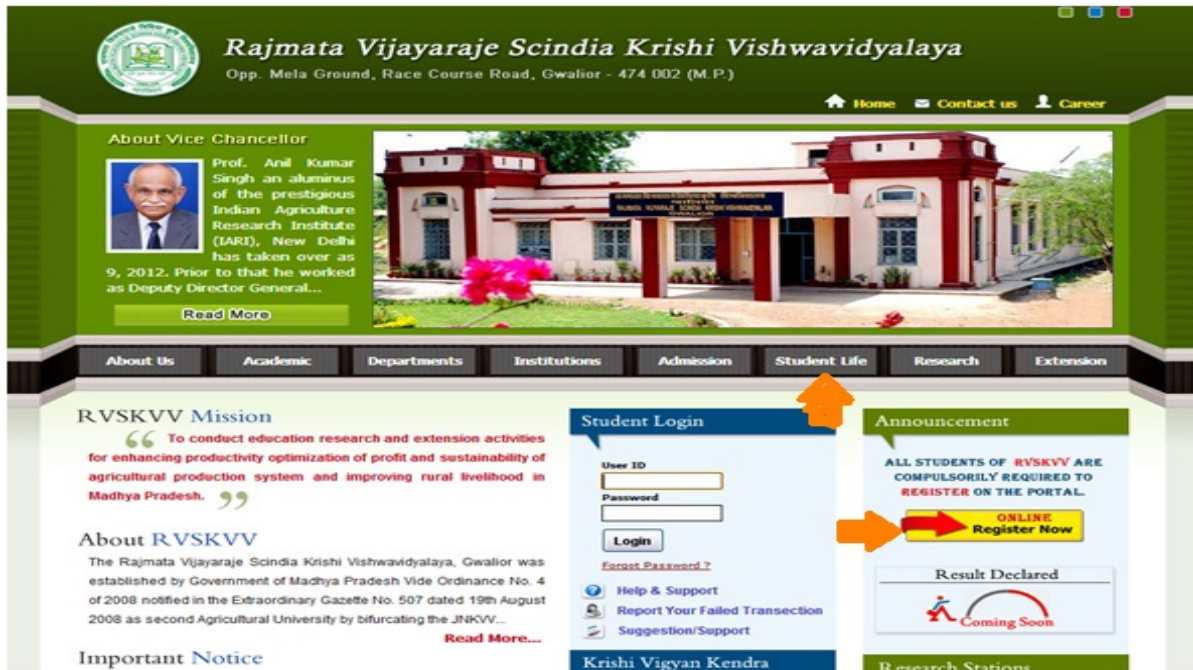 Rajmata Vijayaraje Scindia Krishi Vishwavidyalaya
Opp. Mela Ground, Race Course Road, Gwalior - 474 002 (M.P.)
Home Contact us Career
About Vice Chancellor
Prof. Anil Kumar
Singh an aluminus
of the prestigious
Indian Agriculture
Research Institute
(IARI), New Delhi
has taken over as
9, 2012. Prior to that he worked
as Deputy Director General...
Read More
RAJMATA VIJAYARAJE SCINDIA KRISHI VISHWAVIDYALAYA
GWALIOR
About Us Academic Departments Institutions Admission Student Life Research Extension
RVSKVV Mission
To conduct education research and extension activities
for enhancing productivity optimization of profit and sustainability of
agricultural production system and improving rural livelihood in
Madhya Pradesh.
About RVSKVV
The Rajmata Vijayaraje Scindia Krishi Vishwavidyalaya, Gwalior was
established by Government of Madhya Pradesh Vide Ordinance No. 4
of 2008 notified in the Extraordinary Gazette No. 507 dated 19th August
2008 as second Agricultural University by bifurcating the JNKVV...
Read More...
Important Notice
Student Login
User ID
Password
Login
Forgot Password ?
Help & Support
Report Your Failed Transection
Suggestion/Support
Krishi Vigyan Kendra
Announcement
ALL STUDENTS OF RVSKVV ARE
COMPULSORILY REQUIRED TO
REGISTER ON THE PORTAL.
ONLINE
Register Now
Result Declared
Coming Soon
Research Stations